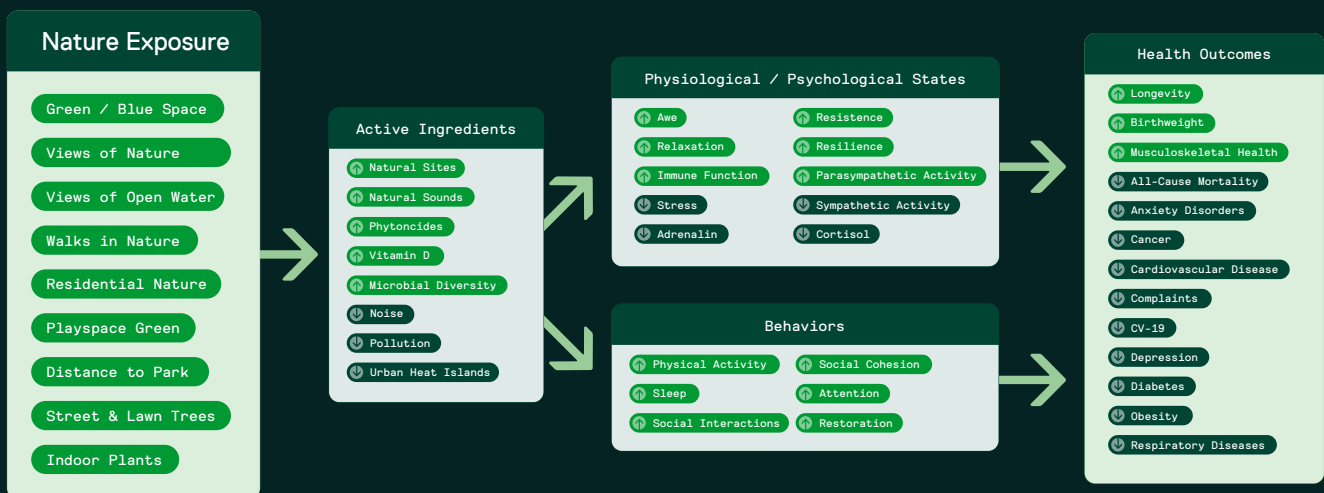 Nature Exposure
Green / Blue Space
Views of Nature
Views of Open Water
Walks in Nature
Residential Nature
Playspace Green
Distance to Park
Street & Lawn Trees
Indoor Plants
Active Ingredients
Natural Sites
Natural Sounds
Phytoncides
Vitamin D
Microbial Diversity
Noise
Pollution
Urban Heat Islands
Physiological / Psychological States
Awe
Relaxation
Immune Function
Stress
Adrenalin
Resistence
Resilience
Parasympathetic Activity
Sympathetic Activity
Cortisol
Behaviors
Physical Activity
Sleep
Social Interactions
Social Cohesion
Attention
Restoration
Health Outcomes
Longevity
Birthweight
Musculoskeletal Health
All-Cause Mortality
Anxiety Disorders
Cancer
Cardiovascular Disease
Complaints
CV-19
Depression
Diabetes
Obesity
Respiratory Diseases